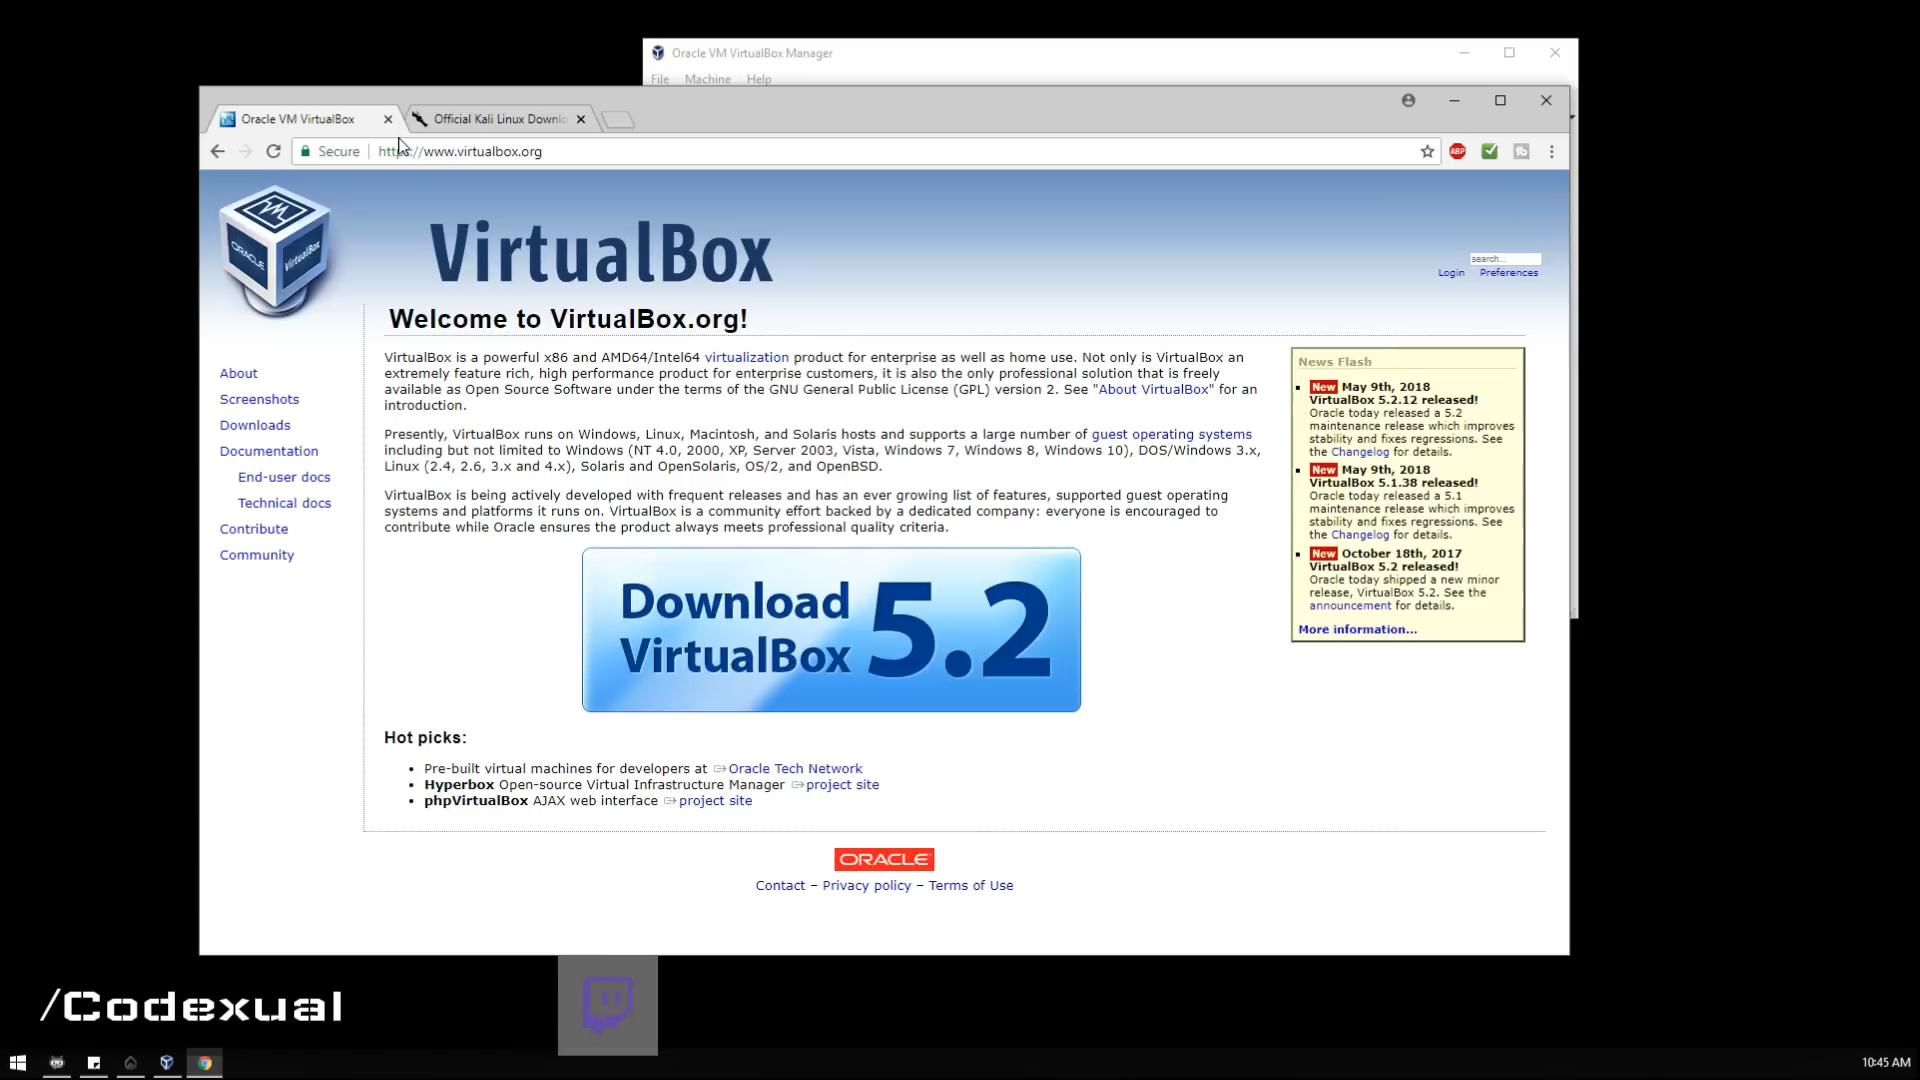 Oracle VM VirtualBox Manager
File Machine Help
Oracle VM VirtualBox
Official Kali Linux Downlo
Secure https://www.virtualbox.org
ABP
ORACLE
VirtualBox
VirtualBox
search...
Login Preferences
Welcome to VirtualBox.org!
About
Screenshots
Downloads
Documentation
End-user docs
Technical docs
Contribute
Community
VirtualBox is a powerful x86 and AMD64/Intel64 virtualization product for enterprise as well as home use. Not only is VirtualBox an
extremely feature rich, high performance product for enterprise customers, it is also the only professional solution that is freely
available as Open Source Software under the terms of the GNU General Public License (GPL) version 2. See "About VirtualBox" for an
introduction.
Presently, VirtualBox runs on Windows, Linux, Macintosh, and Solaris hosts and supports a large number of guest operating systems
including but not limited to Windows (NT 4.0, 2000, XP, Server 2003, Vista, Windows 7, Windows 8, Windows 10), DOS/Windows 3.x,
Linux (2.4, 2.6, 3.x and 4.x), Solaris and OpenSolaris, OS/2, and OpenBSD.
VirtualBox is being actively developed with frequent releases and has an ever growing list of features, supported guest operating
systems and platforms it runs on. VirtualBox is a community effort backed by a dedicated company: everyone is encouraged to
contribute while Oracle ensures the product always meets professional quality criteria.
Download
VirtualBox 5.2
News Flash
New May 9th, 2018
VirtualBox 5.2.12 released!
Oracle today released a 5.2
maintenance release which improves
stability and fixes regressions. See
the Changelog for details.
New May 9th, 2018
VirtualBox 5.1.38 released!
Oracle today released a 5.1
maintenance release which improves
stability and fixes regressions. See
the Changelog for details.
New October 18th, 2017
VirtualBox 5.2 released!
Oracle today shipped a new minor
release, VirtualBox 5.2. See the
announcement for details.
More information...
Hot picks:
Pre-built virtual machines for developers at Oracle Tech Network
Hyperbox Open-source Virtual Infrastructure Manager project site
phpVirtualBox AJAX web interface project site
ORACLE
Contact – Privacy policy – Terms of Use
/Codexual
10:45 AM